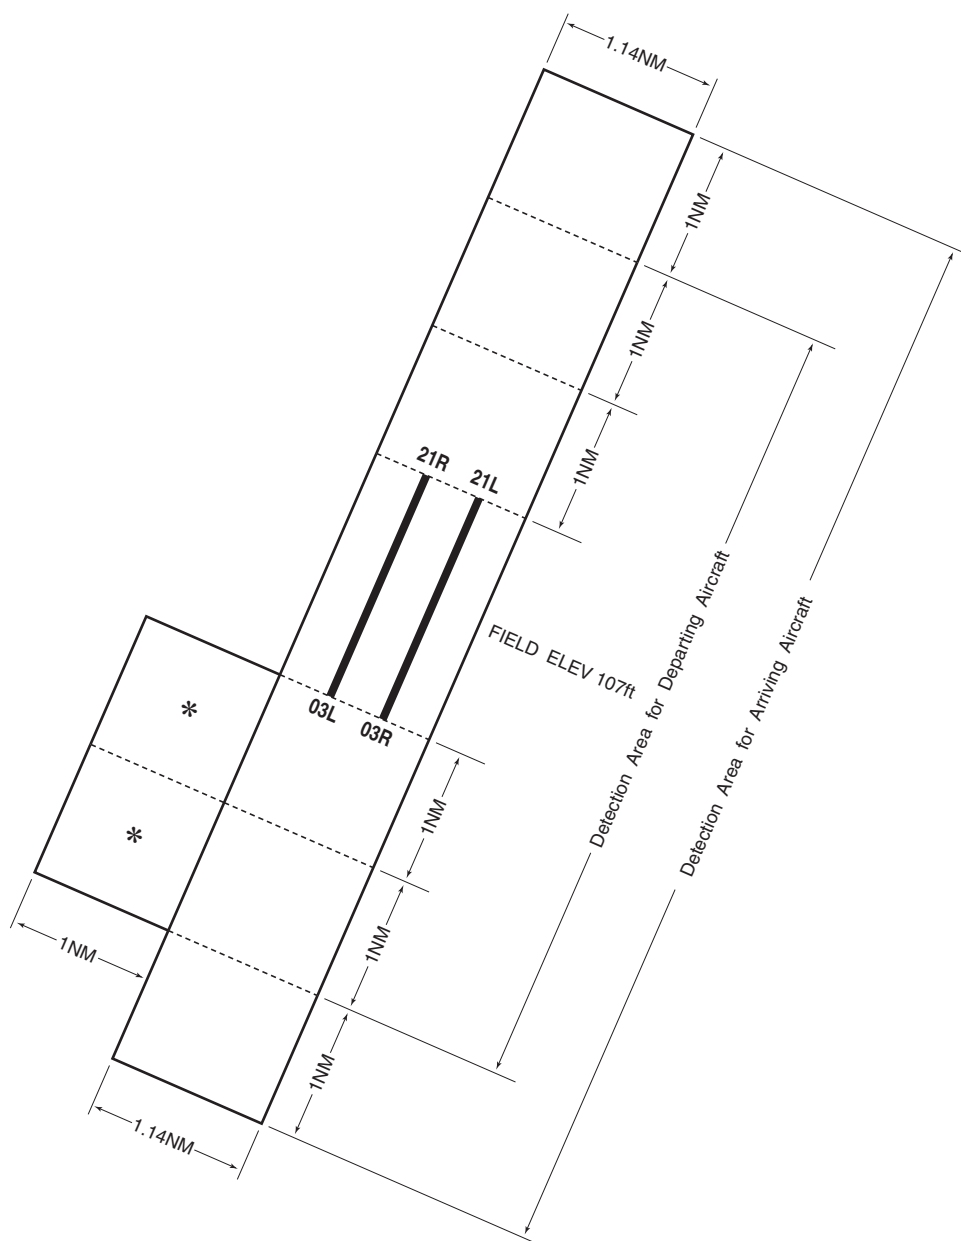 1.14NM
1NM
1NM
1NM
21R
21L
FIELD ELEV 107ft
Detection Area for Departing Aircraft
Detection Area for Arriving Aircraft
03L
03R
*
*
1NM
1NM
1NM
1NM
1.14NM